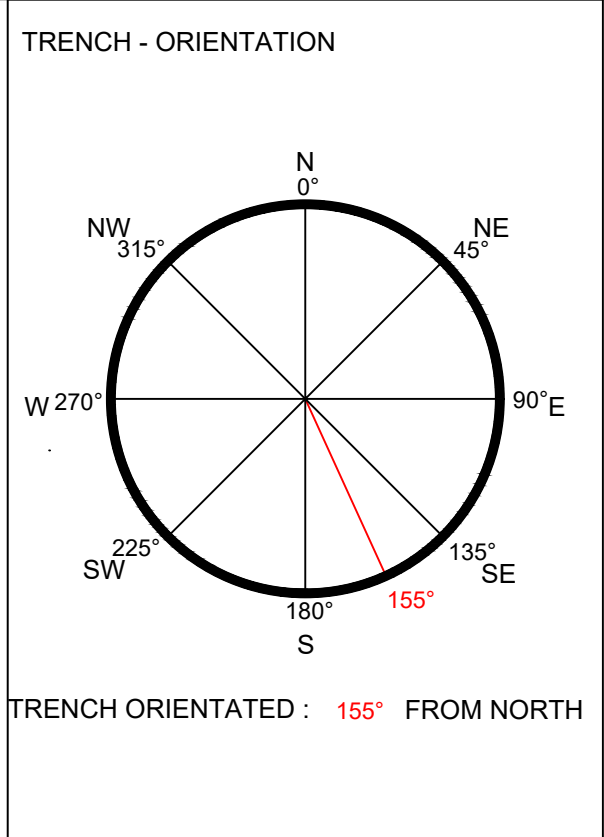 TRENCH - ORIENTATION
N
0°
NW
315°
NE
45°
W 270°
90°E
225°
SW
135°
SE
180°
155°
S
TRENCH ORIENTATED : 155° FROM NORTH